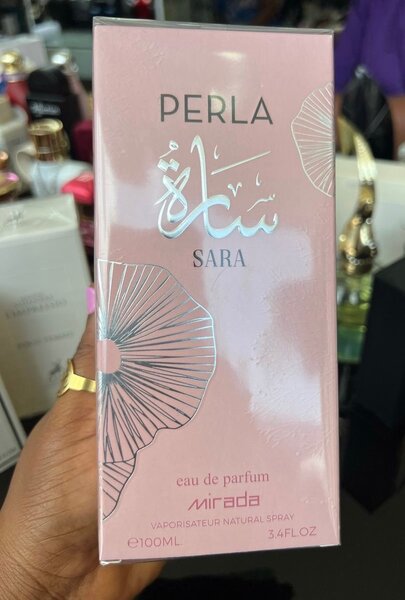 PERLA
سارة
SARA
eau de parfum
mirada
VAPORISATEUR NATURAL SPRAY
℮100ML. 3.4FL.OZ